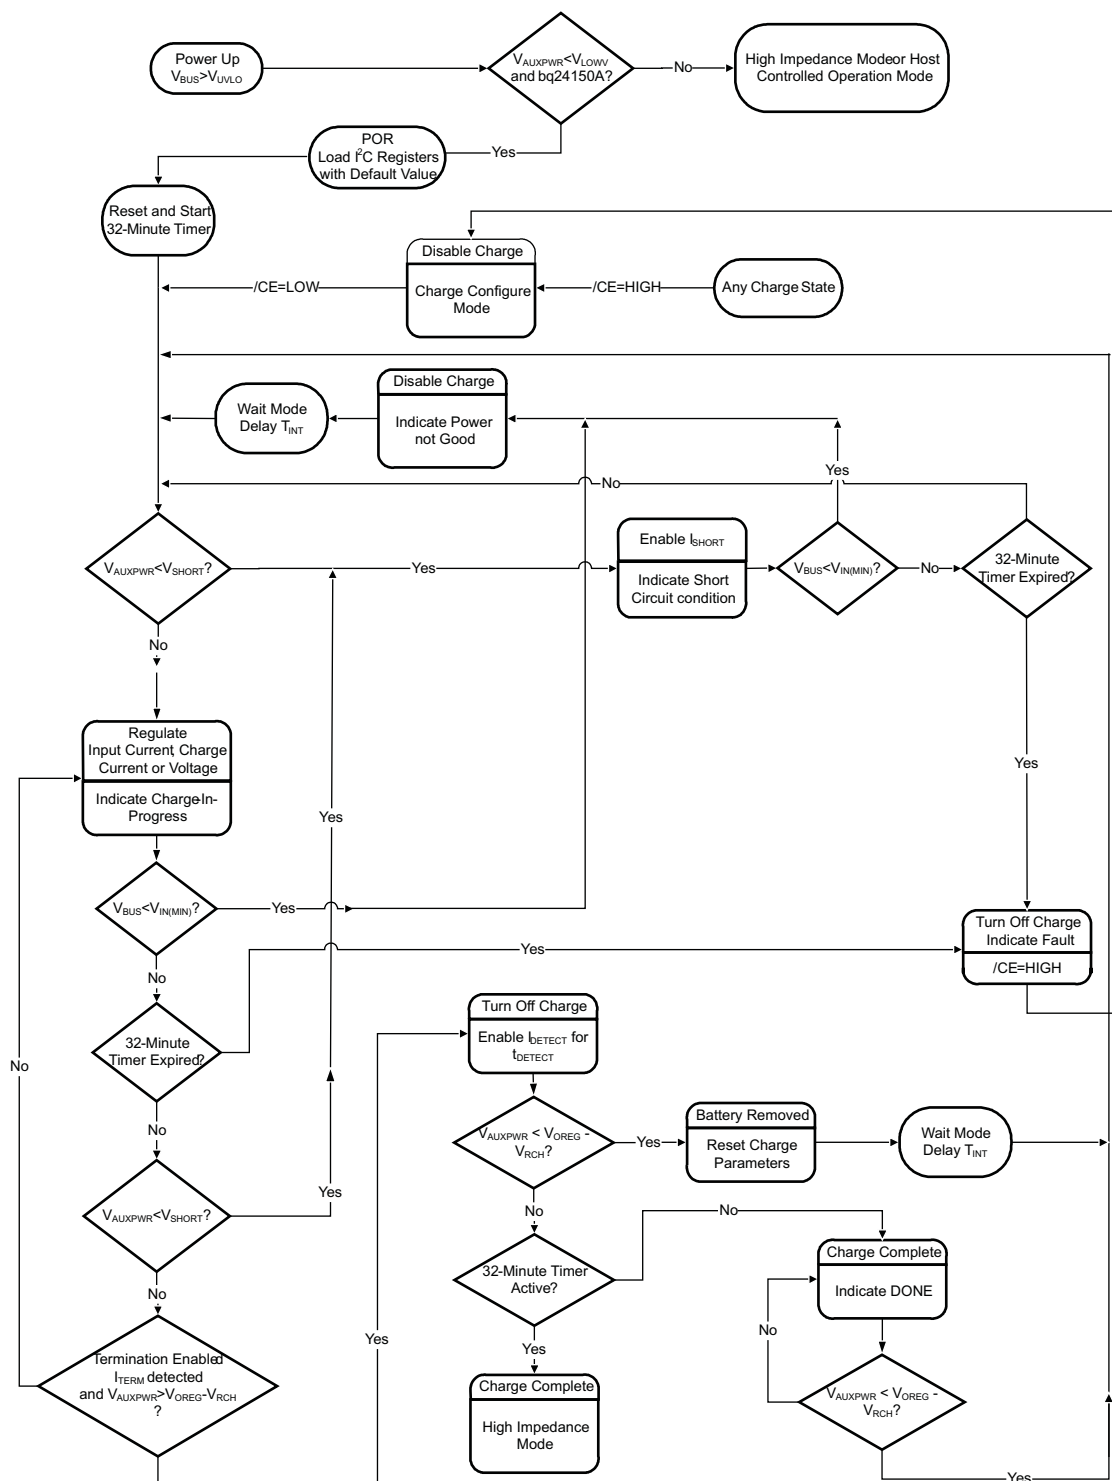 Power Up
VBUS>VUVLO
VAUXPWR<VLOWV
and bq24150A?
No
High Impedance Modeor Host
Controlled Operation Mode
Yes
POR
Load I2C Registers
with Default Value
Reset and Start
32-Minute Timer
Disable Charge
Charge Configure
Mode
/CE=LOW
/CE=HIGH
Any Charge State
Disable Charge
Indicate Power
not Good
Wait Mode
Delay TINT
Yes
No
VAUXPWR<VSHORT?
Yes
Enable ISHORT
Indicate Short
Circuit condition
VBUS<VIN(MIN)?
No
32-Minute
Timer Expired?
No
Regulate
Input Current, Charge
Current or Voltage
Indicate Charge-In-
Progress
Yes
Yes
VBUS<VIN(MIN)?
Yes
Turn Off Charge
Indicate Fault
/CE=HIGH
Yes
No
32-Minute
Timer Expired?
No
Turn Off Charge
Enable IDETECT for
tDETECT
No
VAUXPWR < VOREG -
VRCH?
Yes
Battery Removed
Reset Charge
Parameters
Wait Mode
Delay TINT
Yes
VAUXPWR<VSHORT?
No
No
32-Minute Timer
Active?
Charge Complete
Indicate DONE
No
Yes
No
Yes
Termination Enabled
ITERM detected
and VAUXPWR>VOREG-VRCH
?
Charge Complete
High Impedance
Mode
VAUXPWR < VOREG -
VRCH?
Yes